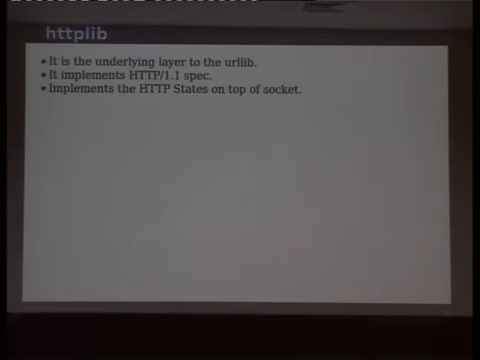 httplib
• It is the underlying layer to the urllib.
• It implements HTTP/1.1 spec.
• Implements the HTTP States on top of socket.